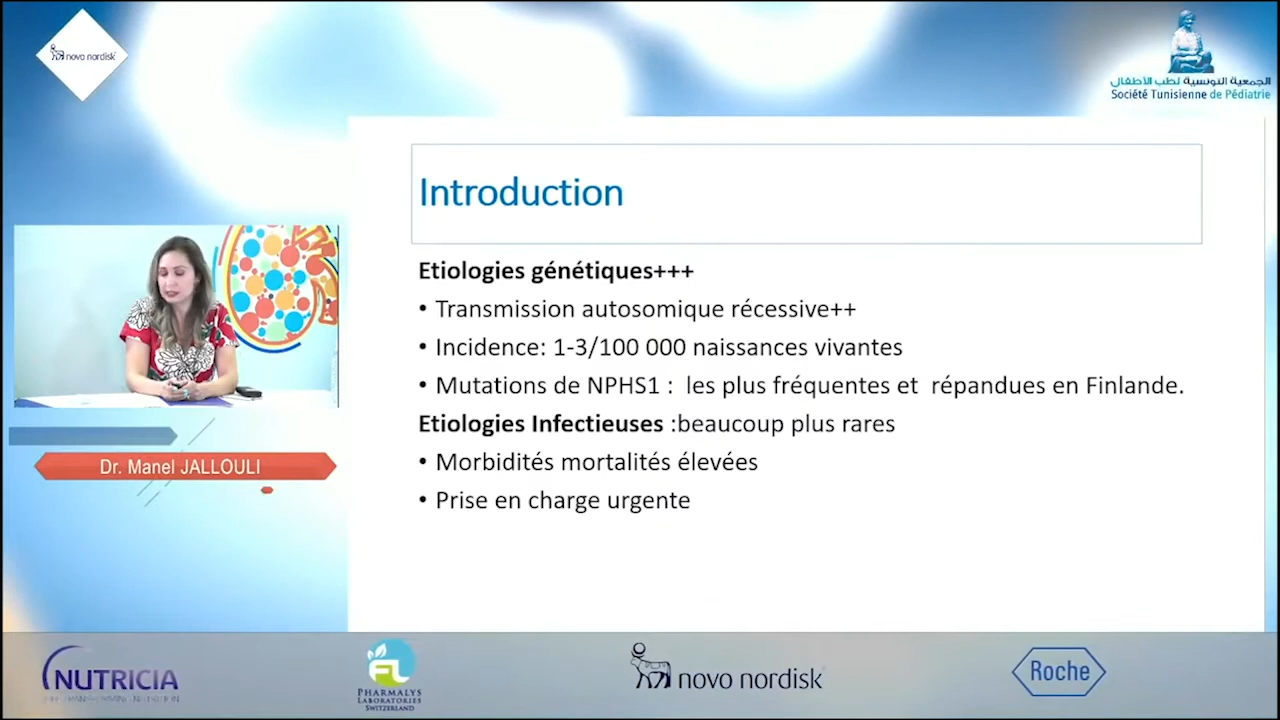 novo nordisk
الجمعية التونسية لطب الأطفال
Société Tunisienne de Pédiatrie
Introduction
Etiologies génétiques+++
• Transmission autosomique récessive++
• Incidence: 1-3/100 000 naissances vivantes
• Mutations de NPHS1 : les plus fréquentes et répandues en Finlande.
Etiologies Infectieuses :beaucoup plus rares
• Morbidités mortalités élevées
• Prise en charge urgente
Dr. Manel JALLOULI
NUTRICIA
PHARMALYS
LABORATORIES
SWITZERLAND
novo nordisk
Roche